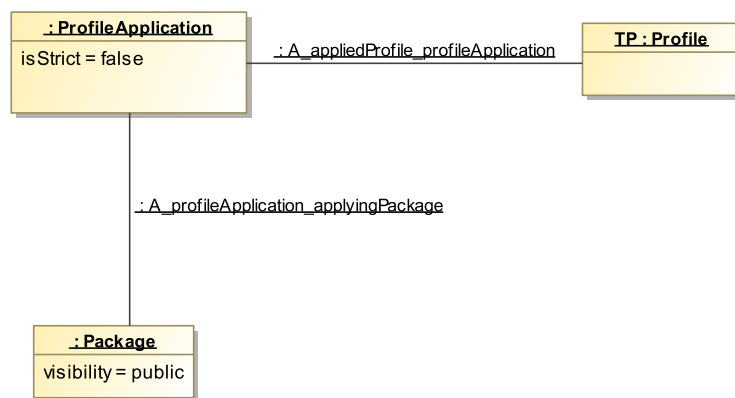 : ProfileApplication
isStrict = false
: A_appliedProfile_profileApplication
TP : Profile
: A_profileApplication_applyingPackage
: Package
visibility = public